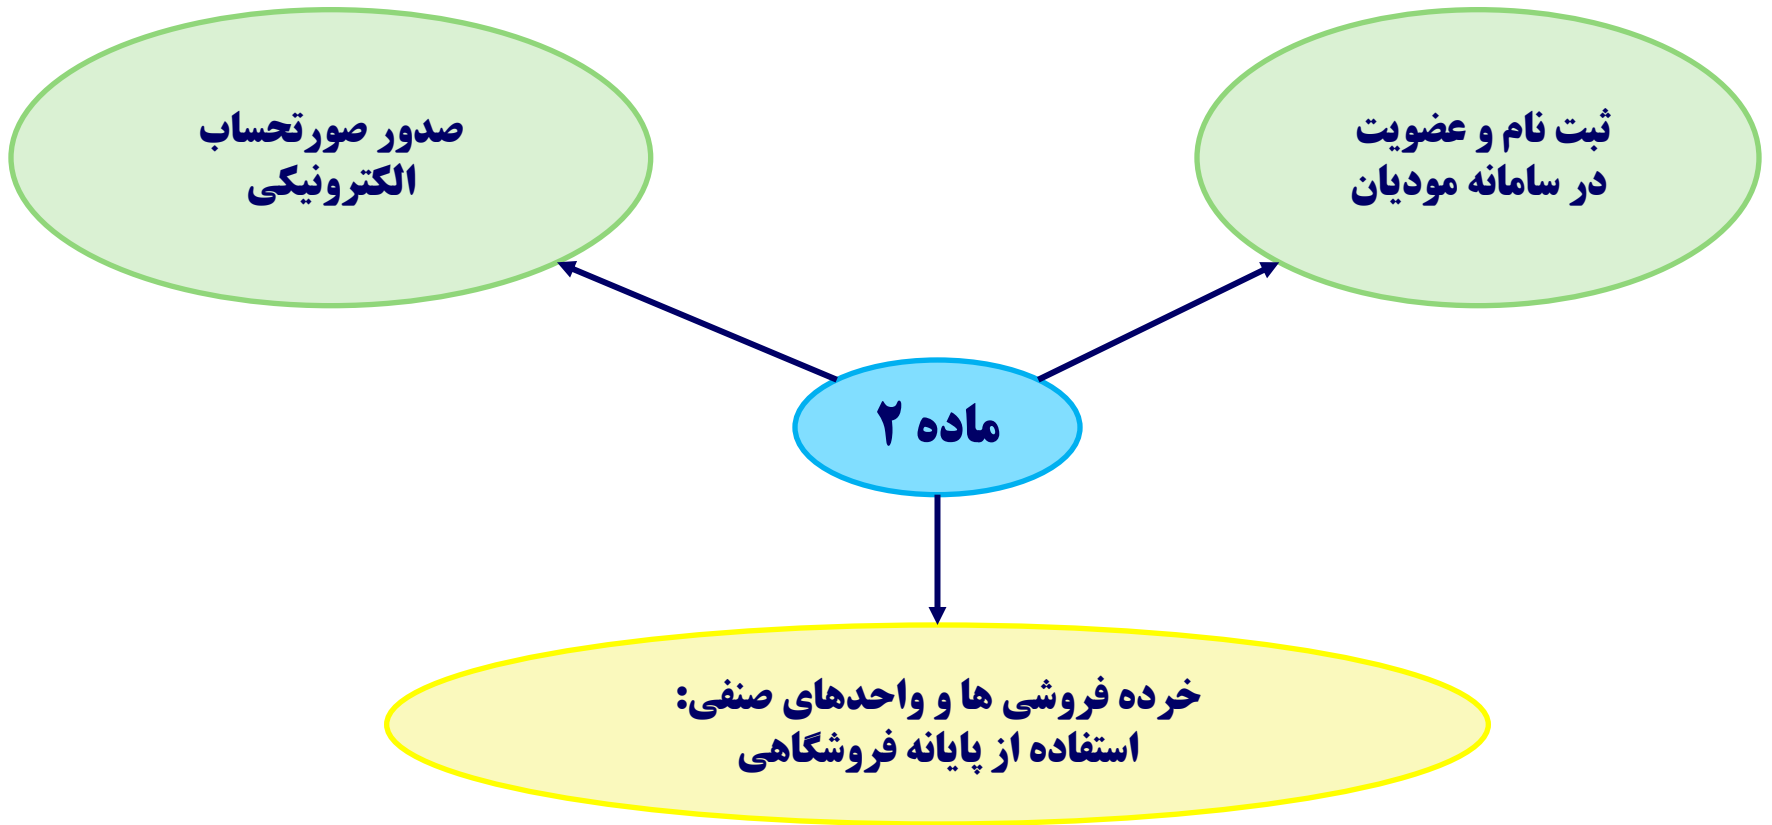 ثبت نام و عضویت
در سامانه مودیان
صدور صورتحساب
الکترونیکی
ماده ۲
خرده فروشی ها و واحدهای صنفی:
استفاده از پایانه فروشگاهی